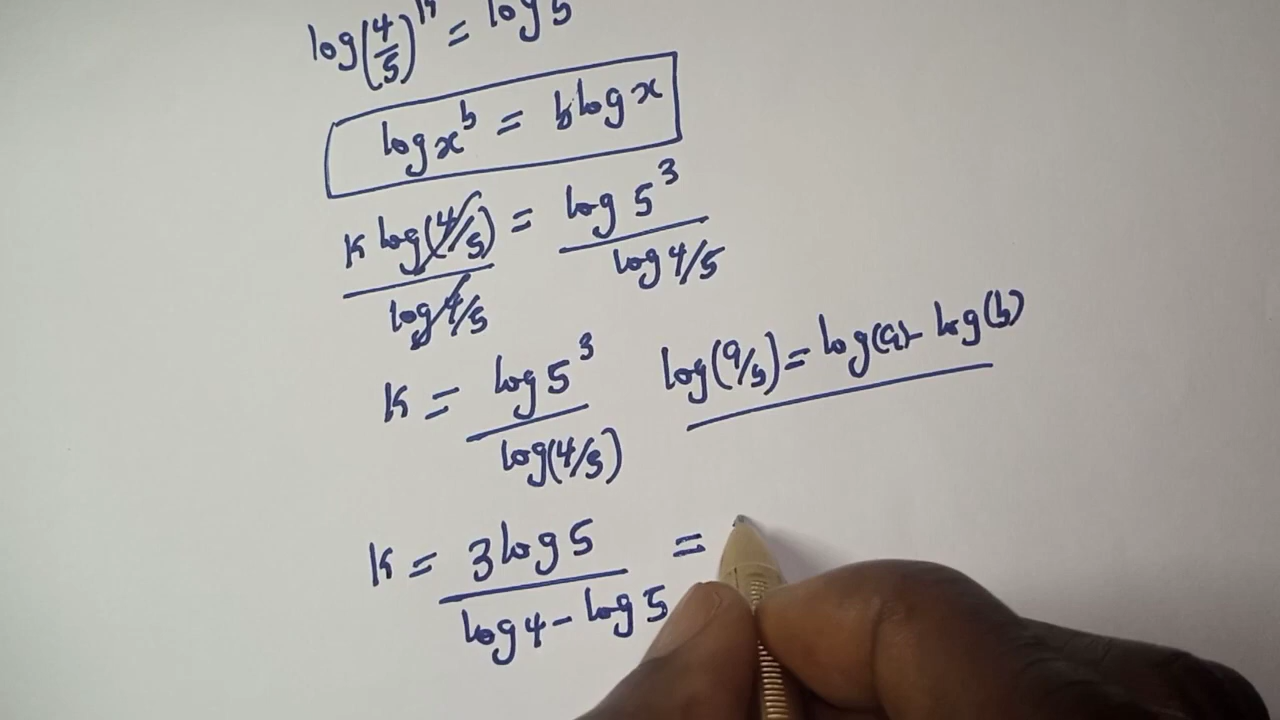 log(4/5)^K = log 5
log x^b = b log x
K log(4/5) / log 4/5 = log 5^3 / log 4/5
K = log 5^3 / log(4/5)
log(a/b) = log(a) - log(b)
K = 3 log 5 / log 4 - log 5 =